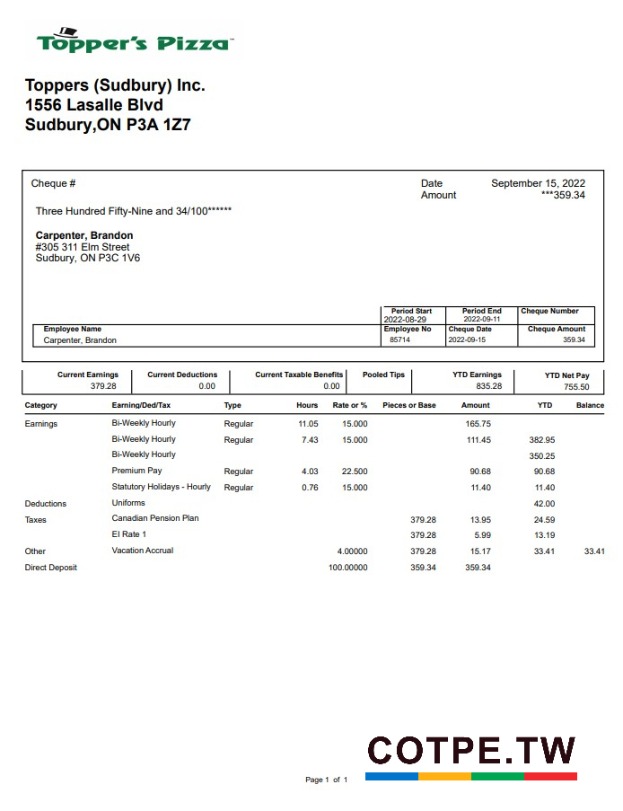 Topper's Pizza
Toppers (Sudbury) Inc.
1556 Lasalle Blvd
Sudbury,ON P3A 1Z7
Cheque # Date September 15, 2022
Amount ***359.34
Three Hundred Fifty-Nine and 34/100******
Carpenter, Brandon
#305 311 Elm Street
Sudbury, ON P3C 1V6
Period Start Period End Cheque Number
2022-08-29 2022-09-11
Employee Name Employee No Cheque Date Cheque Amount
Carpenter, Brandon 85714 2022-09-15 359.34
Current Earnings Current Deductions Current Taxable Benefits Pooled Tips YTD Earnings YTD Net Pay
379.28 0.00 0.00 835.28 755.50
Category Earning/Ded/Tax Type Hours Rate or % Pieces or Base Amount YTD Balance
Earnings Bi-Weekly Hourly Regular 11.05 15.000 165.75
Bi-Weekly Hourly Regular 7.43 15.000 111.45 382.95
Bi-Weekly Hourly 350.25
Premium Pay Regular 4.03 22.500 90.68 90.68
Statutory Holidays - Hourly Regular 0.76 15.000 11.40 11.40
Deductions Uniforms 42.00
Taxes Canadian Pension Plan 379.28 13.95 24.59
EI Rate 1 379.28 5.99 13.19
Other Vacation Accrual 4.00000 379.28 15.17 33.41 33.41
Direct Deposit 100.00000 359.34 359.34
COTPE.TW
Page 1 of 1